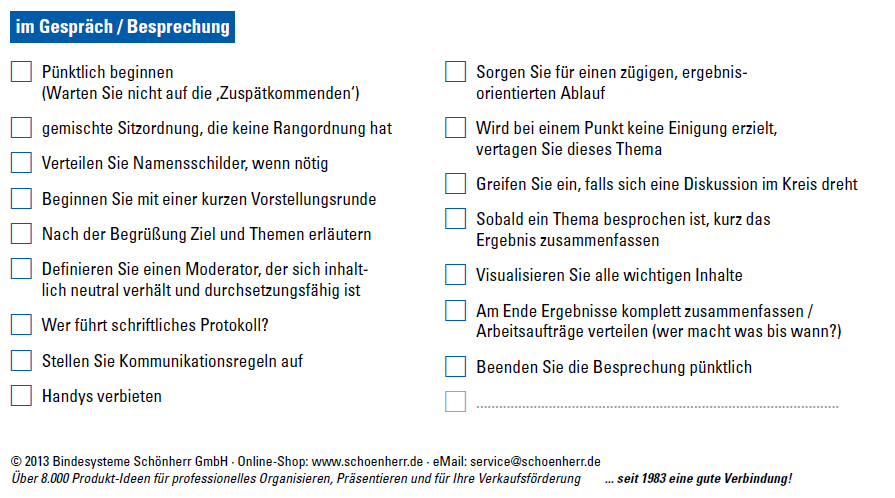 im Gespräch / Besprechung
Pünktlich beginnen
(Warten Sie nicht auf die ‚Zuspätkommenden‘)
gemischte Sitzordnung, die keine Rangordnung hat
Verteilen Sie Namensschilder, wenn nötig
Beginnen Sie mit einer kurzen Vorstellungsrunde
Nach der Begrüßung Ziel und Themen erläutern
Definieren Sie einen Moderator, der sich inhalt-
lich neutral verhält und durchsetzungsfähig ist
Wer führt schriftliches Protokoll?
Stellen Sie Kommunikationsregeln auf
Handys verbieten
Sorgen Sie für einen zügigen, ergebnis-
orientierten Ablauf
Wird bei einem Punkt keine Einigung erzielt,
vertagen Sie dieses Thema
Greifen Sie ein, falls sich eine Diskussion im Kreis dreht
Sobald ein Thema besprochen ist, kurz das
Ergebnis zusammenfassen
Visualisieren Sie alle wichtigen Inhalte
Am Ende Ergebnisse komplett zusammenfassen /
Arbeitsaufträge verteilen (wer macht was bis wann?)
Beenden Sie die Besprechung pünktlich
© 2013 Bindesysteme Schönherr GmbH · Online-Shop: www.schoenherr.de · eMail: service@schoenherr.de
Über 8.000 Produkt-Ideen für professionelles Organisieren, Präsentieren und für Ihre Verkaufsförderung ... seit 1983 eine gute Verbindung!